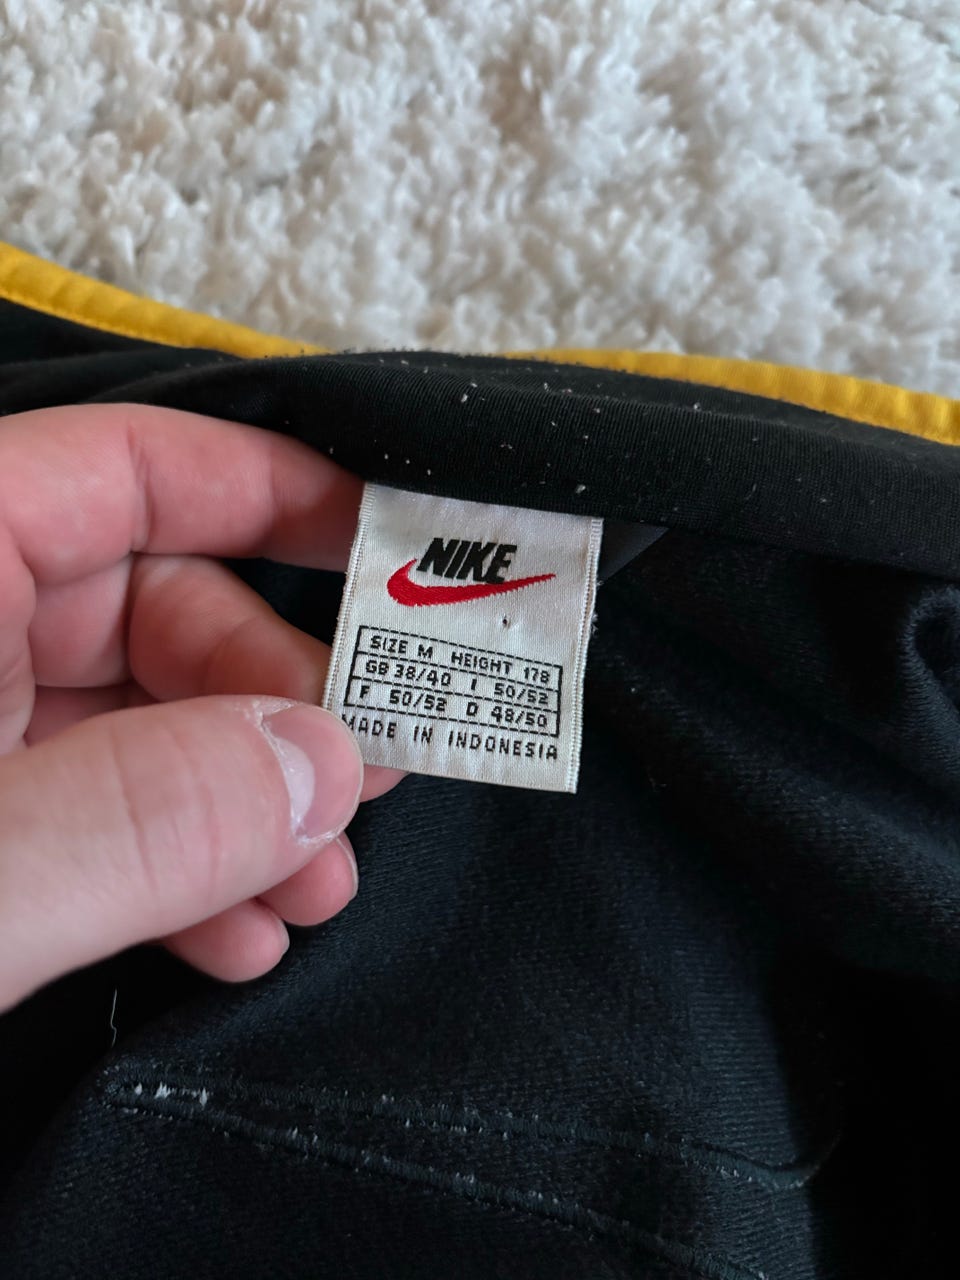 NIKE
SIZE M HEIGHT 178
GB 38/40 I 50/52
F 50/52 D 48/50
MADE IN INDONESIA